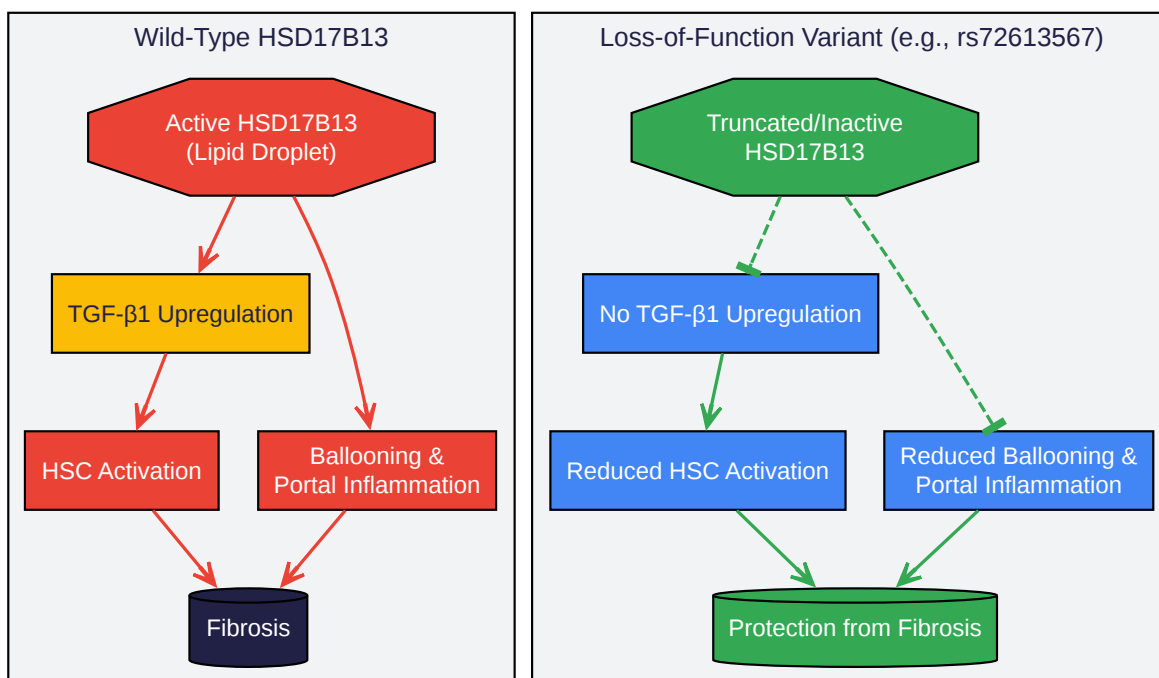 Wild-Type HSD17B13
Active HSD17B13
(Lipid Droplet)
TGF-β1 Upregulation
HSC Activation
Ballooning &
Portal Inflammation
Fibrosis
Loss-of-Function Variant (e.g., rs72613567)
Truncated/Inactive
HSD17B13
No TGF-β1 Upregulation
Reduced HSC Activation
Reduced Ballooning &
Portal Inflammation
Protection from Fibrosis